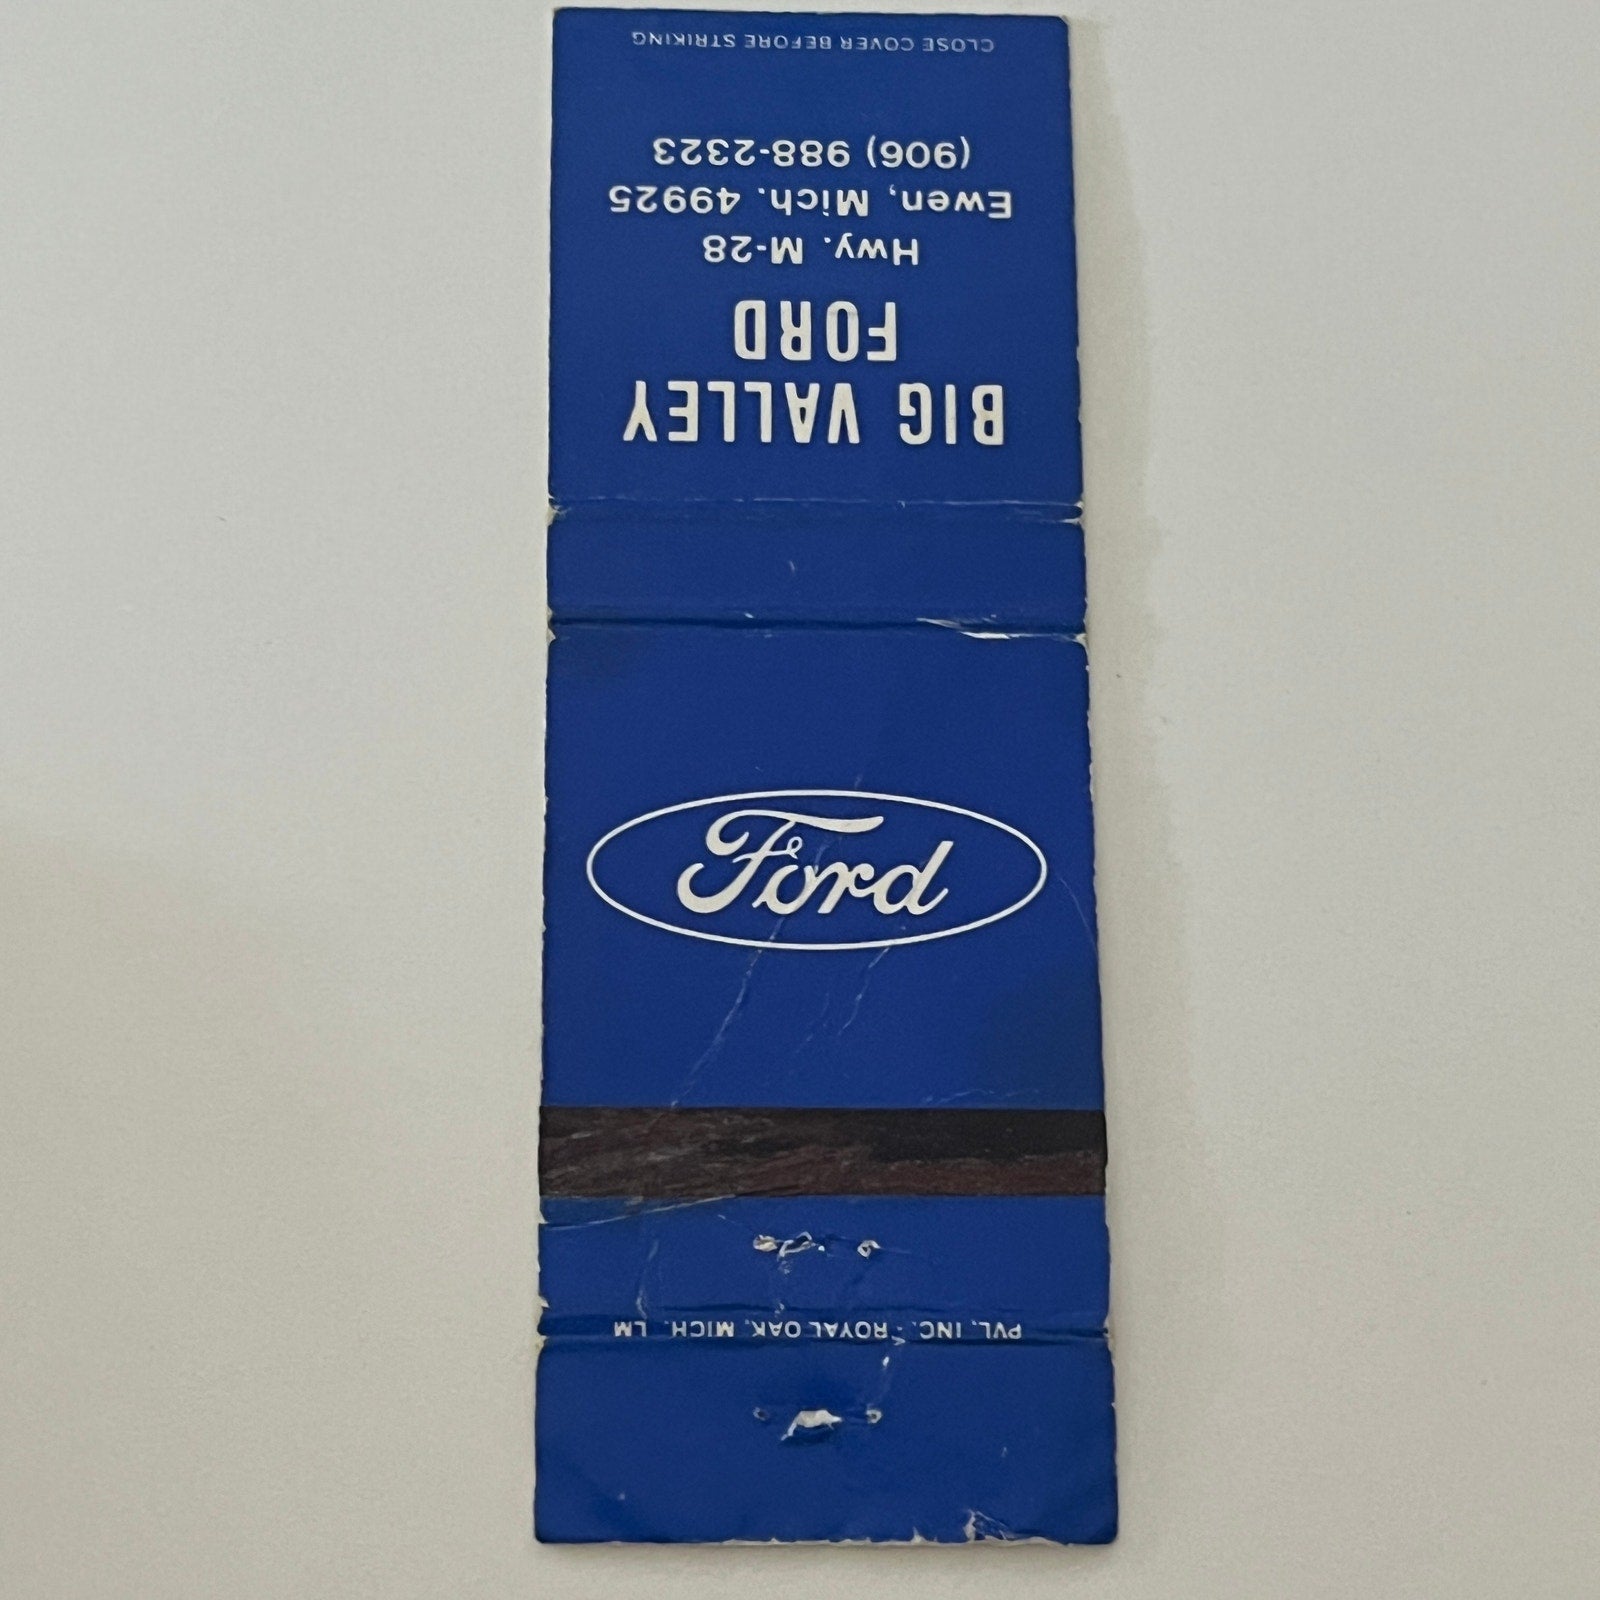 BIG VALLEY
FORD
Hwy. M-28
Ewen, Mich. 49925
(906) 988-2323
CLOSE COVER BEFORE STRIKING
Ford
PVL, INC. - ROYAL OAK, MICH. LM